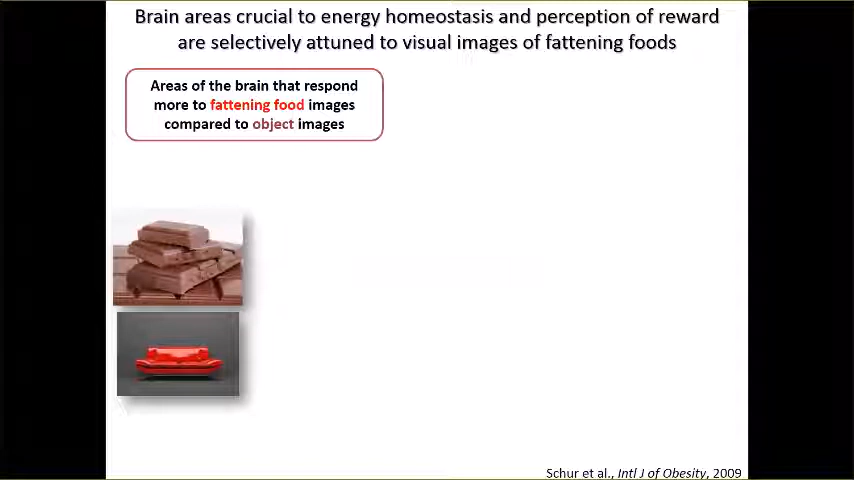 Brain areas crucial to energy homeostasis and perception of reward
are selectively attuned to visual images of fattening foods
Areas of the brain that respond
more to fattening food images
compared to object images
Schur et al., Intl J of Obesity, 2009